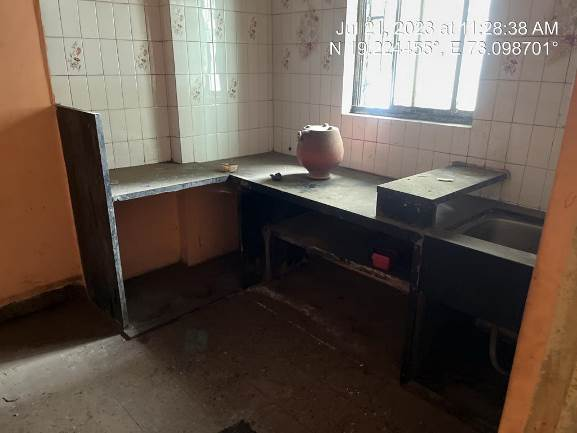 Jul 21, 2023 at 11:28:38 AM
N 19.224455°, E 73.098701°